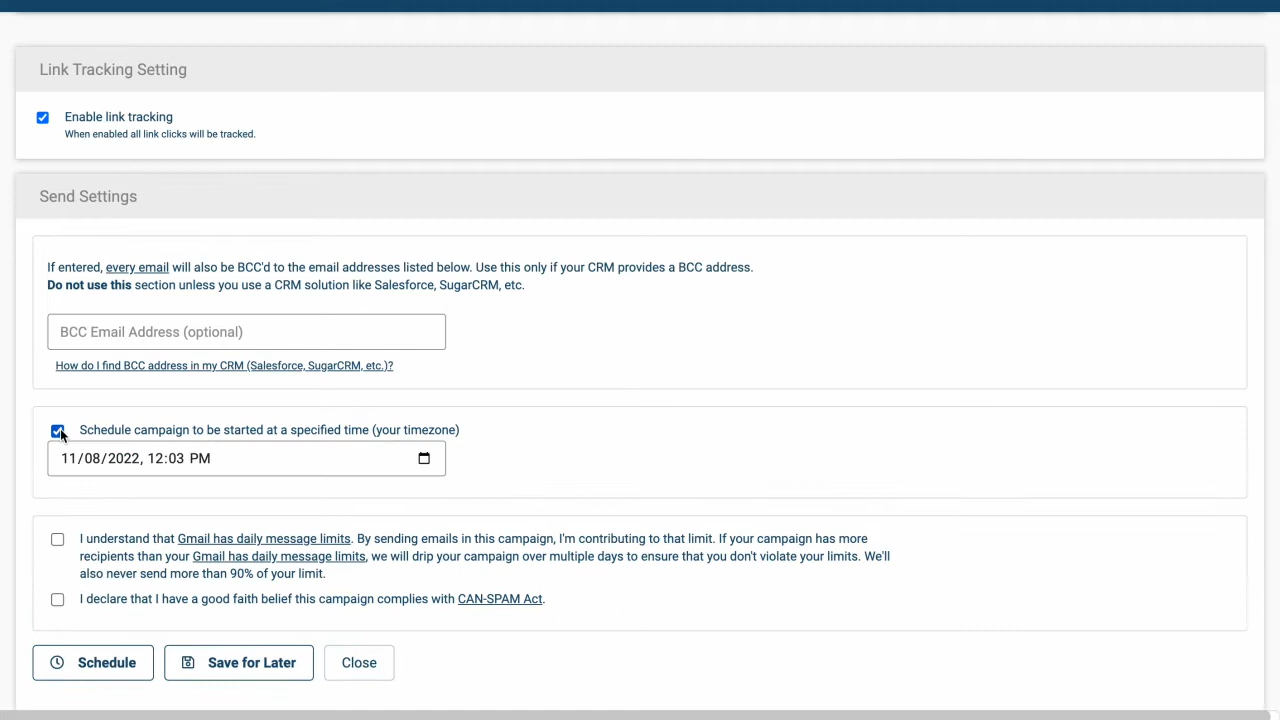 Link Tracking Setting
Enable link tracking
When enabled all link clicks will be tracked.
Send Settings
If entered, every email will also be BCC'd to the email addresses listed below. Use this only if your CRM provides a BCC address.
Do not use this section unless you use a CRM solution like Salesforce, SugarCRM, etc.
BCC Email Address (optional)
How do I find BCC address in my CRM (Salesforce, SugarCRM, etc.)?
Schedule campaign to be started at a specified time (your timezone)
11/08/2022, 12:03 PM
I understand that Gmail has daily message limits. By sending emails in this campaign, I'm contributing to that limit. If your campaign has more
recipients than your Gmail has daily message limits, we will drip your campaign over multiple days to ensure that you don't violate your limits. We'll
also never send more than 90% of your limit.
I declare that I have a good faith belief this campaign complies with CAN-SPAM Act.
Schedule Save for Later Close